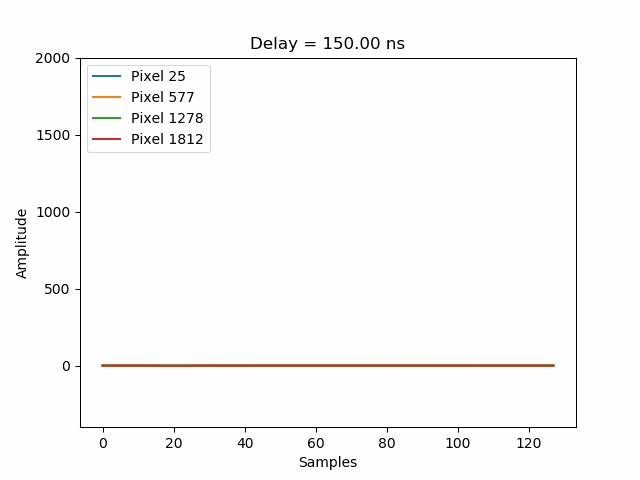 Delay = 150.00 ns
2000
1500
1000
500
0
Amplitude
Pixel 25
Pixel 577
Pixel 1278
Pixel 1812
0 20 40 60 80 100 120
Samples